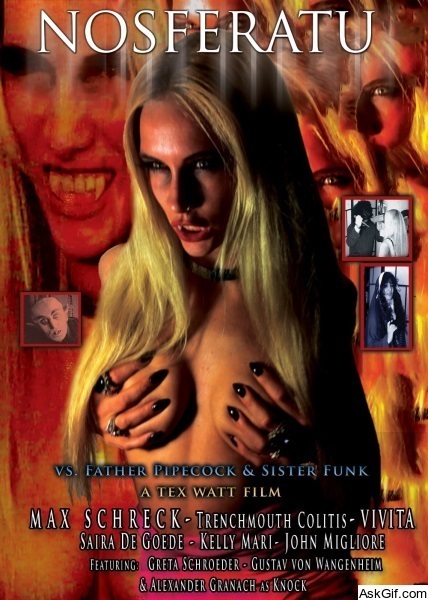 NOSFERATU
VS. FATHER PIPECOCK & SISTER FUNK
A TEX WATT FILM
MAX SCHRECK - TRENCHMOUTH COLITIS - VIVITA
SAIRA DE GOEDE - KELLY MARI - JOHN MIGLIORE
FEATURING: GRETA SCHROEDER - GUSTAV VON WANGENHEIM
& ALEXANDER GRANACH AS KNOCK
AskGif.com